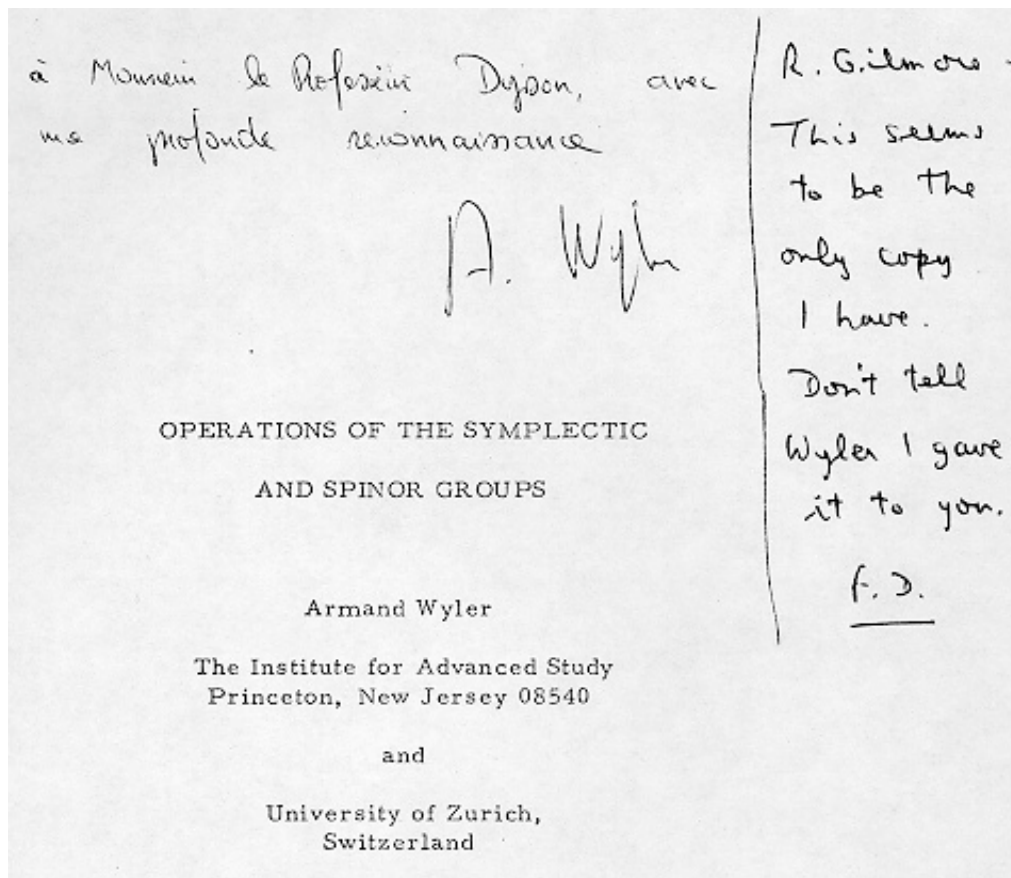 à Monsieur le Professeur Dyson, avec
ma profonde reconnaissance
A. Wyler
R. Gilmore -
This seems
to be the
only copy
I have.
Don't tell
Wyler I gave
it to you.
F. D.
OPERATIONS OF THE SYMPLECTIC
AND SPINOR GROUPS
Armand Wyler
The Institute for Advanced Study
Princeton, New Jersey 08540
and
University of Zurich,
Switzerland